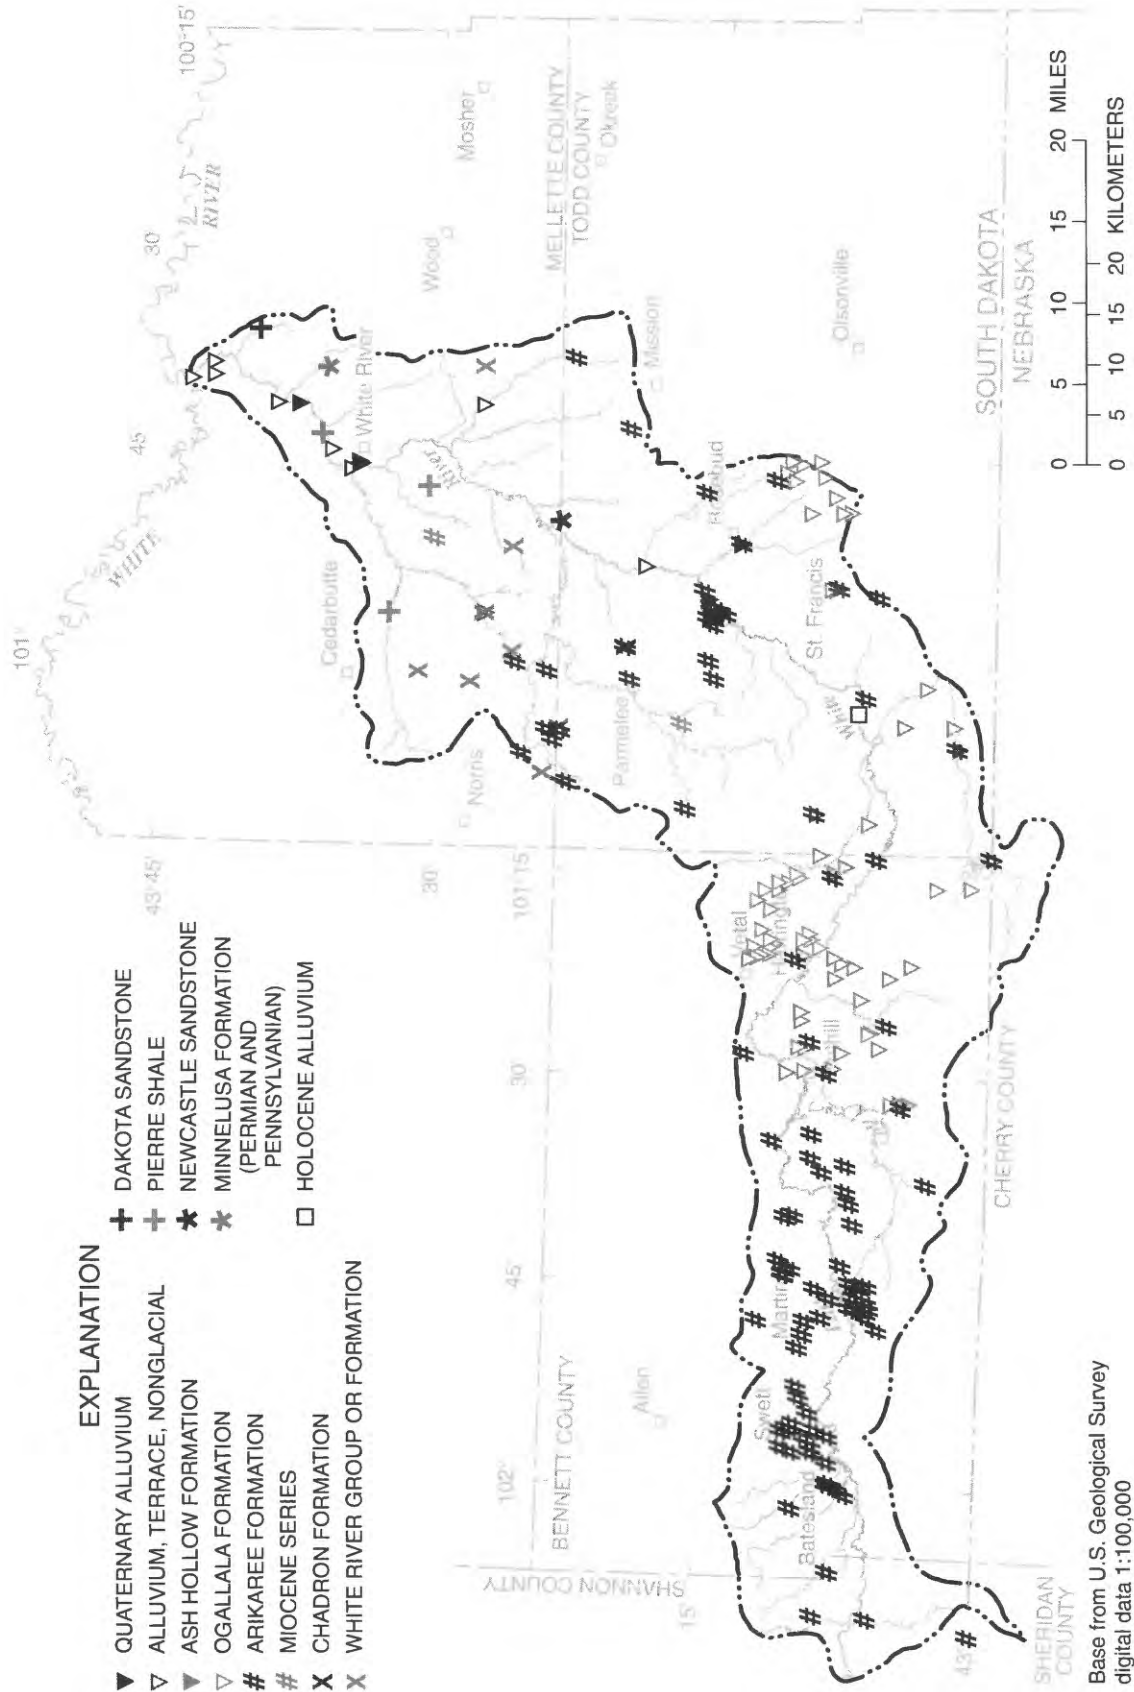 EXPLANATION
QUATERNARY ALLUVIUM
ALLUVIUM, TERRACE, NONGLACIAL
ASH HOLLOW FORMATION
OGALLALA FORMATION
ARIKAREE FORMATION
MIOCENE SERIES
CHADRON FORMATION
WHITE RIVER GROUP OR FORMATION
DAKOTA SANDSTONE
PIERRE SHALE
NEWCASTLE SANDSTONE
MINNELUSA FORMATION
(PERMIAN AND
PENNSYLVANIAN)
HOLOCENE ALLUVIUM
101°
45'
30'
100°15'
43°45'
WHITE
RIVER
Cedarbutte
White River
Wood
Mosher
30'
Norris
River
101°15'
MELLETTE COUNTY
TODD COUNTY
Okreek
102°
45'
30'
BENNETT COUNTY
Allen
Parmelee
Mission
SHANNON COUNTY
15'
Rosebud
Batesland
Swett
Martin
Vetal
St. Francis
Olsonville
White
43°
SHERIDAN
COUNTY
CHERRY COUNTY
SOUTH DAKOTA
NEBRASKA
0 5 10 15 20 MILES
0 5 10 15 20 KILOMETERS
Base from U.S. Geological Survey
digital data 1:100,000